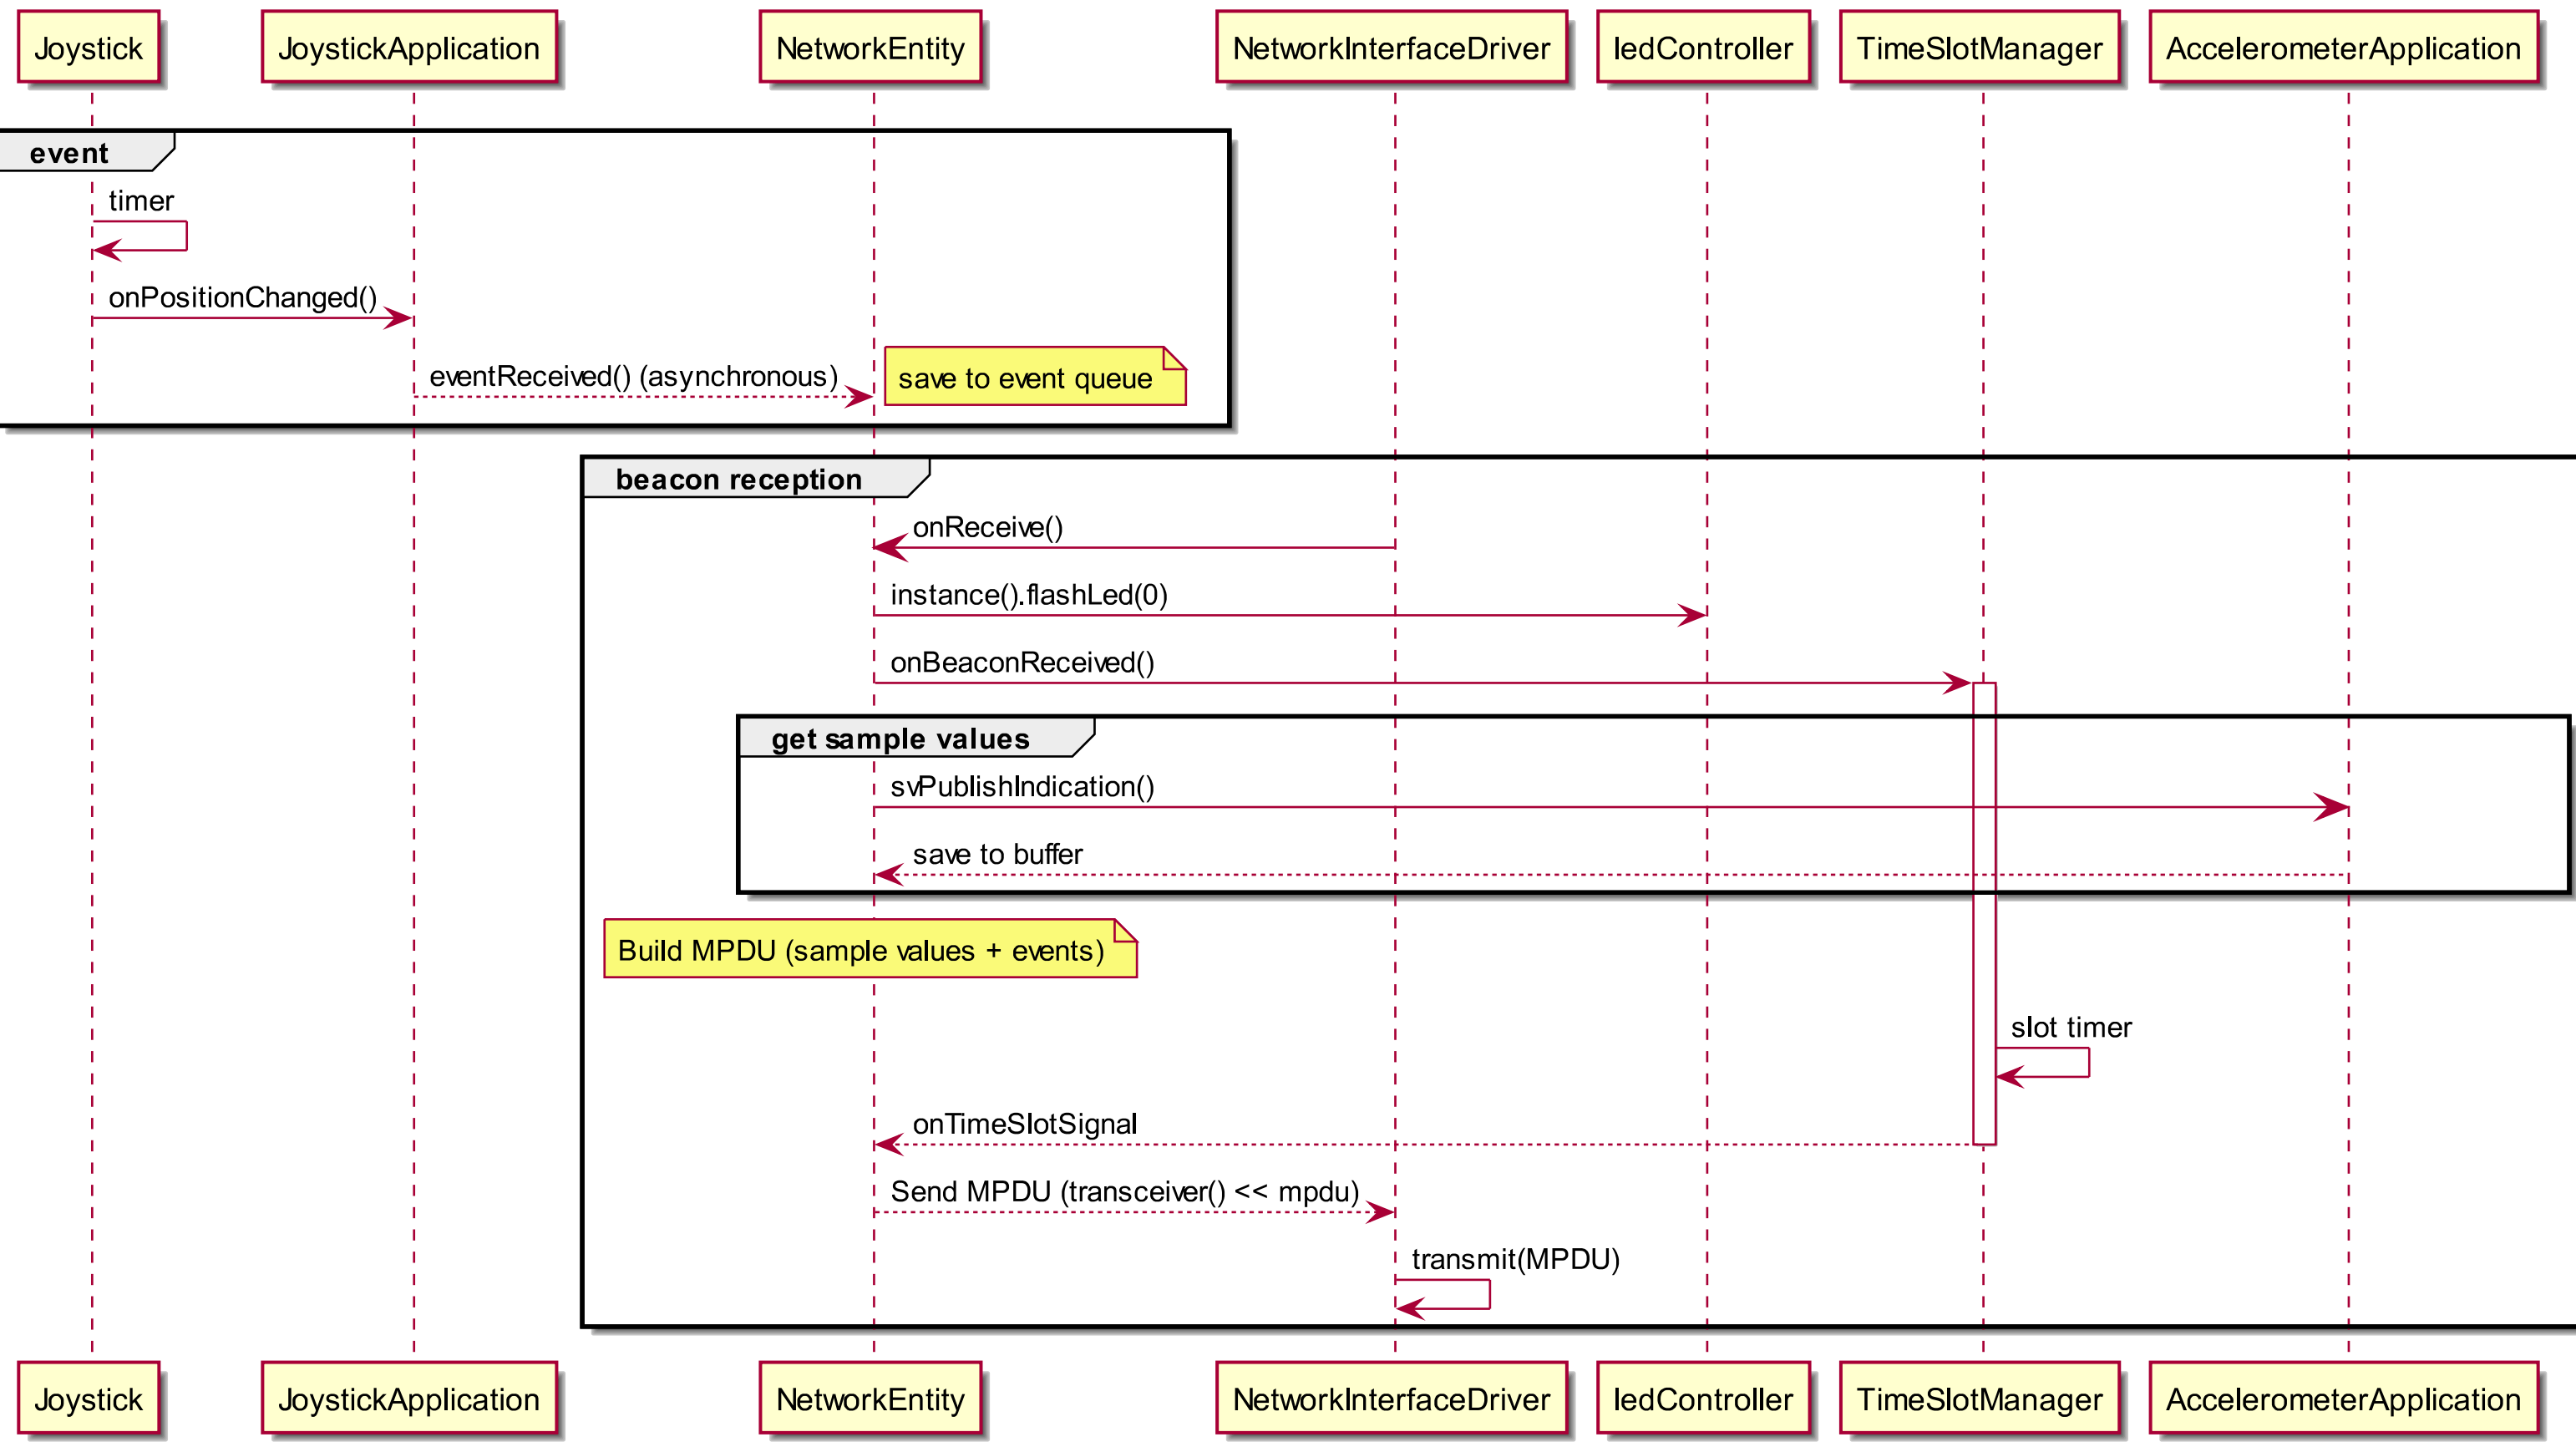 Joystick
JoystickApplication
NetworkEntity
NetworkInterfaceDriver
ledController
TimeSlotManager
AccelerometerApplication
event
timer
onPositionChanged()
eventReceived() (asynchronous)
save to event queue
beacon reception
onReceive()
instance().flashLed(0)
onBeaconReceived()
get sample values
svPublishIndication()
save to buffer
Build MPDU (sample values + events)
slot timer
onTimeSlotSignal
Send MPDU (transceiver() << mpdu)
transmit(MPDU)
Joystick
JoystickApplication
NetworkEntity
NetworkInterfaceDriver
ledController
TimeSlotManager
AccelerometerApplication